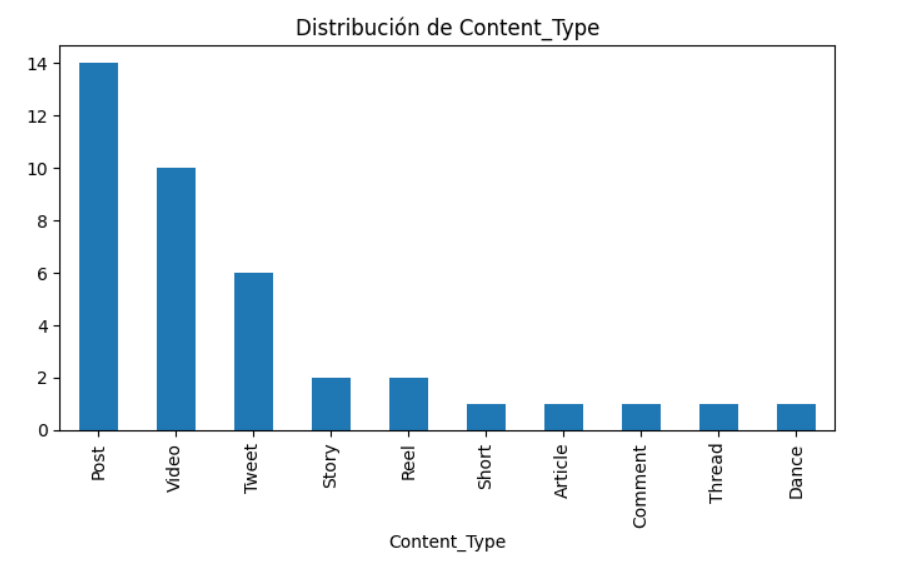 Distribución de Content_Type
14
12
10
8
6
4
2
0
Post
Video
Tweet
Story
Reel
Short
Article
Comment
Thread
Dance
Content_Type